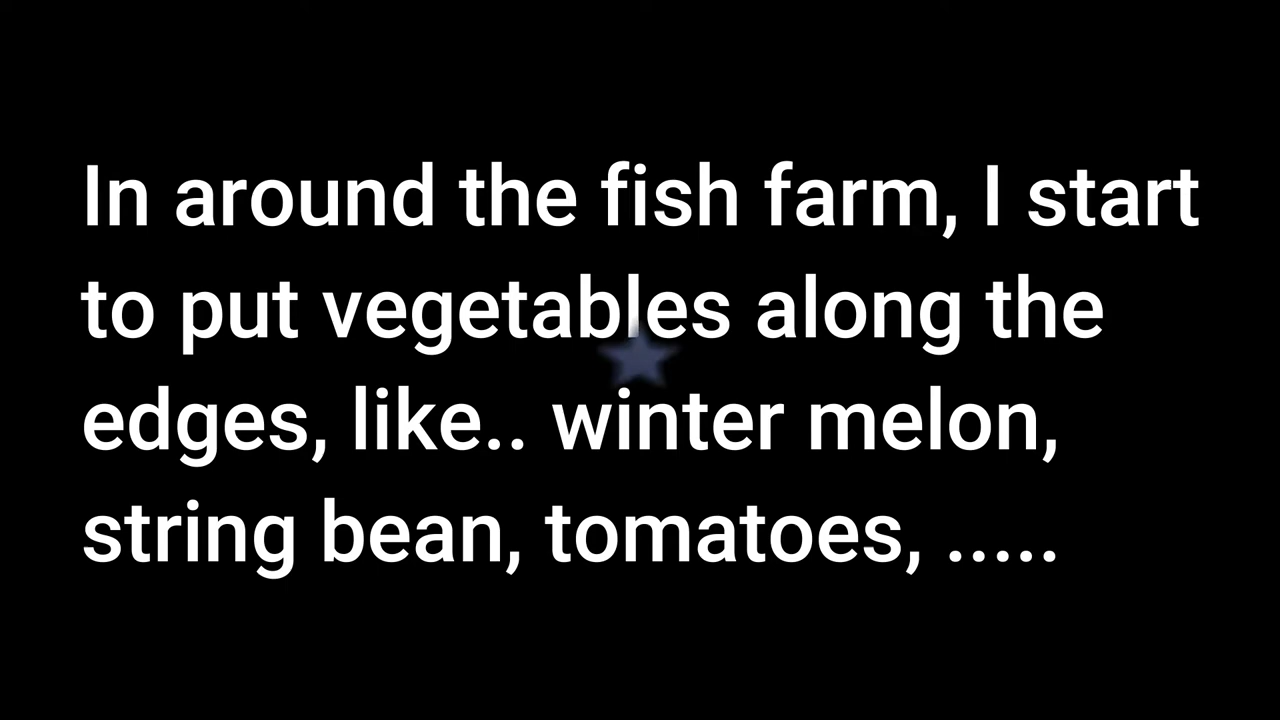 In around the fish farm, I start
to put vegetables along the
edges, like.. winter melon,
string bean, tomatoes, .....